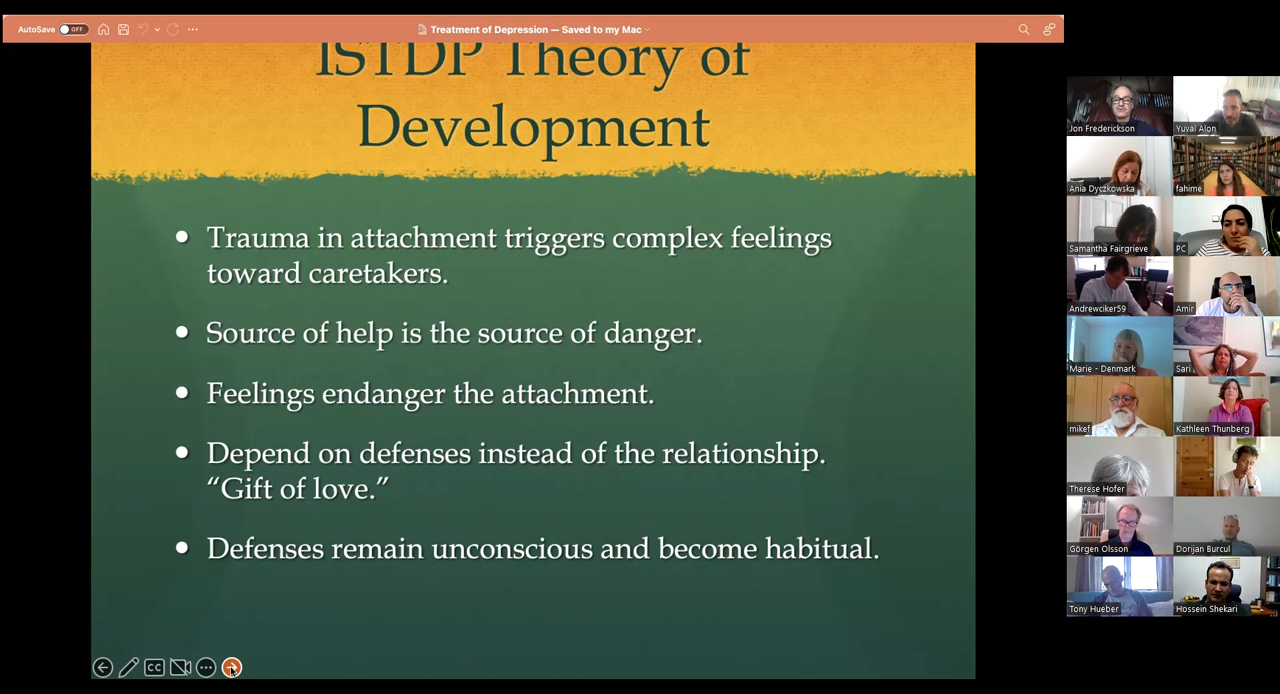 AutoSave OFF
Treatment of Depression — Saved to my Mac
ISTDP Theory of
Development
• Trauma in attachment triggers complex feelings
toward caretakers.
• Source of help is the source of danger.
• Feelings endanger the attachment.
• Depend on defenses instead of the relationship.
“Gift of love.”
• Defenses remain unconscious and become habitual.
CC
Jon Frederickson
Yuval Alon
Ania Dyczkowska
fahime
Samantha Fairgrieve
PC
Andrewciker59
Amir
Marie - Denmark
Sari
mikef
Kathleen Thunberg
Therese Hofer
Görgen Olsson
Dorijan Burcul
Tony Hueber
Hossein Shekari